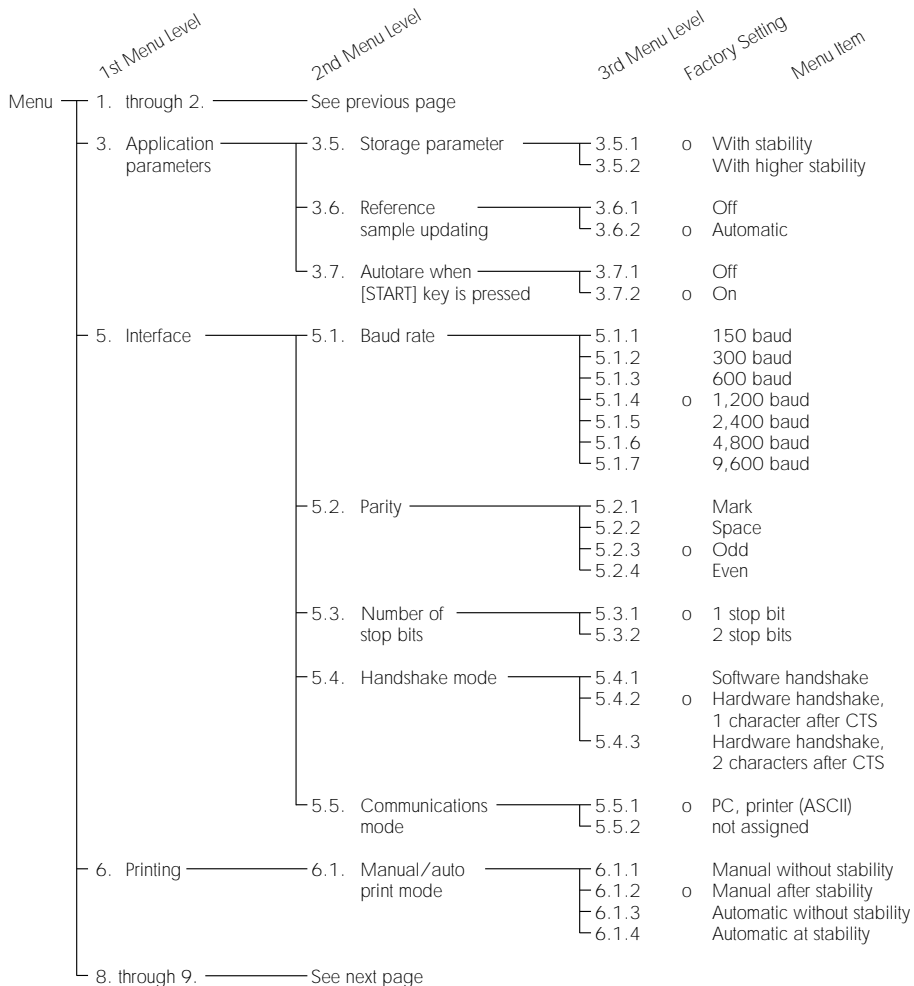 1st Menu Level 2nd Menu Level 3rd Menu Level Factory Setting Menu Item
Menu 1. through 2. See previous page
3. Application 3.5. Storage parameter 3.5.1 o With stability
parameters 3.5.2 With higher stability
3.6. Reference 3.6.1 Off
sample updating 3.6.2 o Automatic
3.7. Autotare when 3.7.1 Off
[START] key is pressed 3.7.2 o On
5. Interface 5.1. Baud rate 5.1.1 150 baud
5.1.2 300 baud
5.1.3 600 baud
5.1.4 o 1,200 baud
5.1.5 2,400 baud
5.1.6 4,800 baud
5.1.7 9,600 baud
5.2. Parity 5.2.1 Mark
5.2.2 Space
5.2.3 o Odd
5.2.4 Even
5.3. Number of 5.3.1 o 1 stop bit
stop bits 5.3.2 2 stop bits
5.4. Handshake mode 5.4.1 Software handshake
5.4.2 o Hardware handshake,
1 character after CTS
5.4.3 Hardware handshake,
2 characters after CTS
5.5. Communications 5.5.1 o PC, printer (ASCII)
mode 5.5.2 not assigned
6. Printing 6.1. Manual/auto 6.1.1 Manual without stability
print mode 6.1.2 o Manual after stability
6.1.3 Automatic without stability
6.1.4 Automatic at stability
8. through 9. See next page